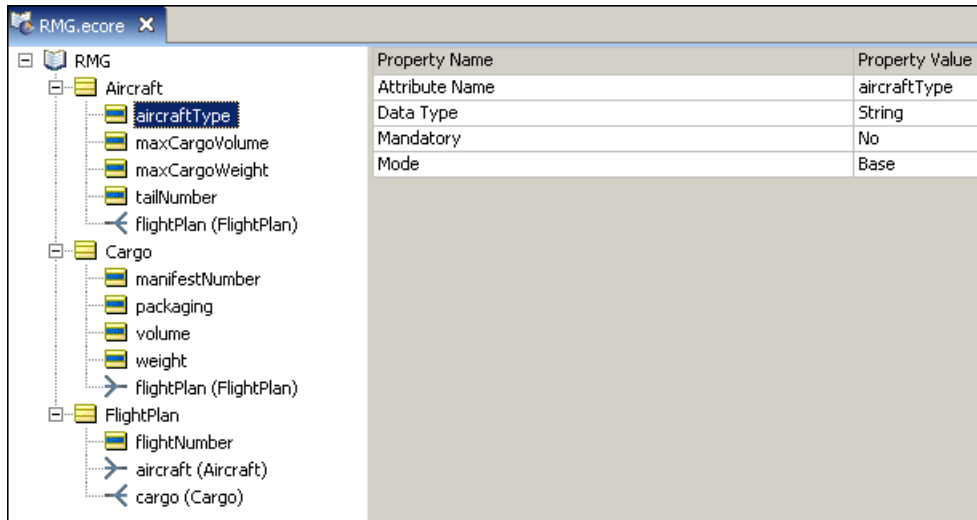 RMG.ecore
RMG
Aircraft
aircraftType
maxCargoVolume
maxCargoWeight
tailNumber
flightPlan (FlightPlan)
Cargo
manifestNumber
packaging
volume
weight
flightPlan (FlightPlan)
FlightPlan
flightNumber
aircraft (Aircraft)
cargo (Cargo)
Property Name Property Value
Attribute Name aircraftType
Data Type String
Mandatory No
Mode Base